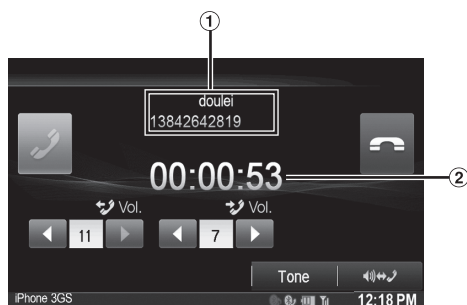 1
doulei
13842642819
00:00:53
2
Vol. Vol.
11 7
Tone
iPhone 3GS 12:18 PM